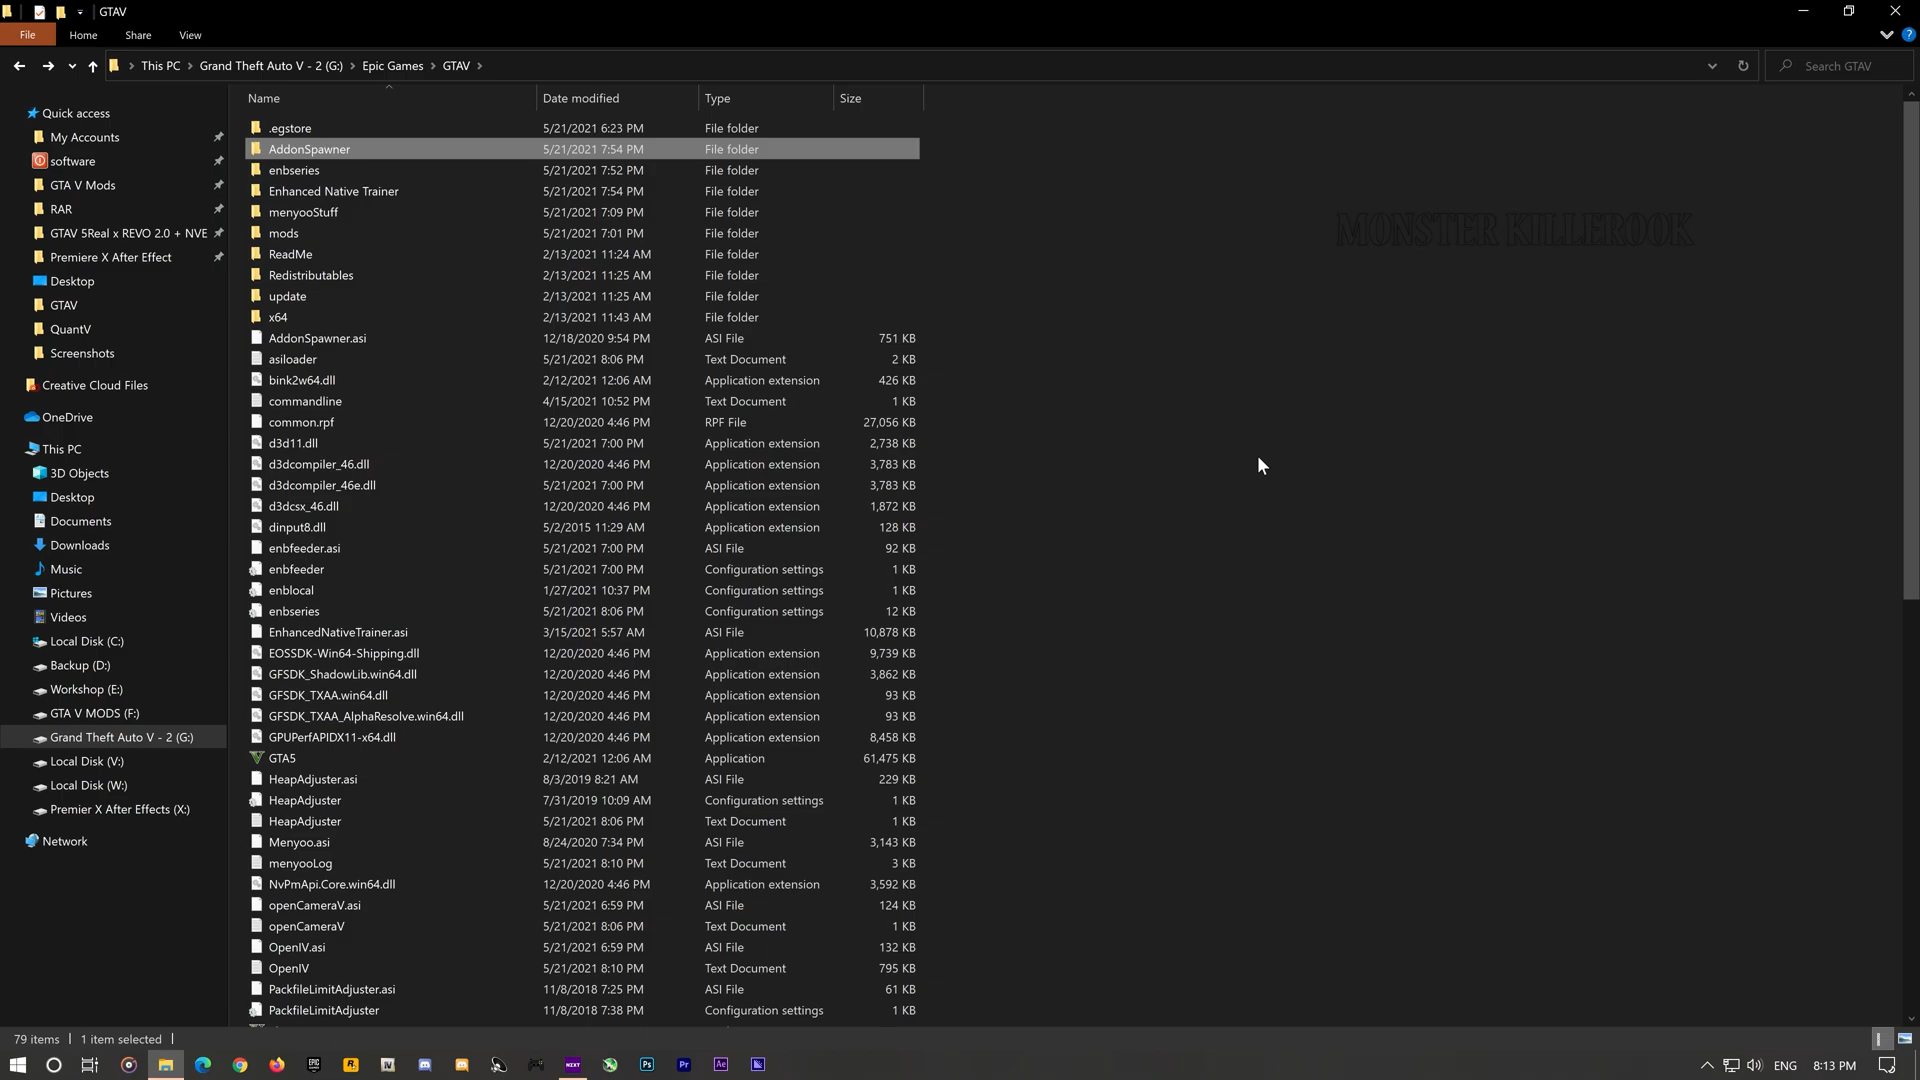 GTAV
File Home Share View
This PC Grand Theft Auto V - 2 (G:) Epic Games GTAV Search GTAV
Name Date modified Type Size
.egstore 5/21/2021 6:23 PM File folder
AddonSpawner 5/21/2021 7:54 PM File folder
enbseries 5/21/2021 7:52 PM File folder
Enhanced Native Trainer 5/21/2021 7:54 PM File folder
menyooStuff 5/21/2021 7:09 PM File folder
mods 5/21/2021 7:01 PM File folder
ReadMe 2/13/2021 11:24 AM File folder
Redistributables 2/13/2021 11:25 AM File folder
update 2/13/2021 11:25 AM File folder
x64 2/13/2021 11:43 AM File folder
AddonSpawner.asi 12/18/2020 9:54 PM ASI File 751 KB
asiloader 5/21/2021 8:06 PM Text Document 2 KB
bink2w64.dll 2/12/2021 12:06 AM Application extension 426 KB
commandline 4/15/2021 10:52 PM Text Document 1 KB
common.rpf 12/20/2020 4:46 PM RPF File 27,056 KB
d3d11.dll 5/21/2021 7:00 PM Application extension 2,738 KB
d3dcompiler_46.dll 12/20/2020 4:46 PM Application extension 3,783 KB
d3dcompiler_46e.dll 5/21/2021 7:00 PM Application extension 3,783 KB
d3dcsx_46.dll 12/20/2020 4:46 PM Application extension 1,872 KB
dinput8.dll 5/2/2015 11:29 AM Application extension 128 KB
enbfeeder.asi 5/21/2021 7:00 PM ASI File 92 KB
enbfeeder 5/21/2021 7:00 PM Configuration settings 1 KB
enblocal 1/27/2021 10:37 PM Configuration settings 1 KB
enbseries 5/21/2021 8:06 PM Configuration settings 12 KB
EnhancedNativeTrainer.asi 3/15/2021 5:57 AM ASI File 10,878 KB
EOSSDK-Win64-Shipping.dll 12/20/2020 4:46 PM Application extension 9,739 KB
GFSDK_ShadowLib.win64.dll 12/20/2020 4:46 PM Application extension 3,862 KB
GFSDK_TXAA.win64.dll 12/20/2020 4:46 PM Application extension 93 KB
GFSDK_TXAA_AlphaResolve.win64.dll 12/20/2020 4:46 PM Application extension 93 KB
GPUPerfAPIDX11-x64.dll 12/20/2020 4:46 PM Application extension 8,458 KB
GTA5 2/12/2021 12:06 AM Application 61,475 KB
HeapAdjuster.asi 8/3/2019 8:21 AM ASI File 229 KB
HeapAdjuster 7/31/2019 10:09 AM Configuration settings 1 KB
HeapAdjuster 5/21/2021 8:06 PM Text Document 1 KB
Menyoo.asi 8/24/2020 7:34 PM ASI File 3,143 KB
menyooLog 5/21/2021 8:10 PM Text Document 3 KB
NvPmApi.Core.win64.dll 12/20/2020 4:46 PM Application extension 3,592 KB
openCameraV.asi 5/21/2021 6:59 PM ASI File 124 KB
openCameraV 5/21/2021 8:06 PM Text Document 1 KB
OpenIV.asi 5/21/2021 6:59 PM ASI File 132 KB
OpenIV 5/21/2021 8:10 PM Text Document 795 KB
PackfileLimitAdjuster.asi 11/8/2018 7:25 PM ASI File 61 KB
PackfileLimitAdjuster 11/8/2018 7:38 PM Configuration settings 1 KB
Quick access
My Accounts
software
GTA V Mods
RAR
GTAV 5Real x REVO 2.0 + NVE
Premiere X After Effect
Desktop
GTAV
QuantV
Screenshots
Creative Cloud Files
OneDrive
This PC
3D Objects
Desktop
Documents
Downloads
Music
Pictures
Videos
Local Disk (C:)
Backup (D:)
Workshop (E:)
GTA V MODS (F:)
Grand Theft Auto V - 2 (G:)
Local Disk (V:)
Local Disk (W:)
Premier X After Effects (X:)
Network
MONSTER KILLEROOK
79 items 1 item selected
ENG 8:13 PM